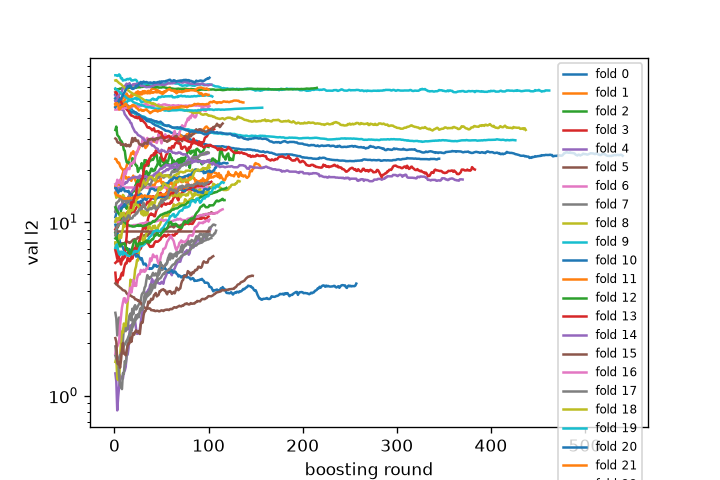 val l2
10¹
10⁰
0
100
200
300
400
500
boosting round
fold 0
fold 1
fold 2
fold 3
fold 4
fold 5
fold 6
fold 7
fold 8
fold 9
fold 10
fold 11
fold 12
fold 13
fold 14
fold 15
fold 16
fold 17
fold 18
fold 19
fold 20
fold 21